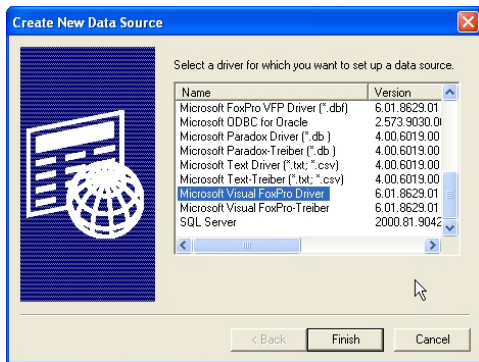 Create New Data Source
Select a driver for which you want to set up a data source.
Name Version
Microsoft FoxPro VFP Driver (*.dbf) 6.01.8629.01
Microsoft ODBC for Oracle 2.573.9030.0
Microsoft Paradox Driver (*.db ) 4.00.6019.00
Microsoft Paradox-Treiber (*.db ) 4.00.6019.00
Microsoft Text Driver (*.txt; *.csv) 4.00.6019.00
Microsoft Text-Treiber (*.txt; *.csv) 4.00.6019.00
Microsoft Visual FoxPro Driver 6.01.8629.01
Microsoft Visual FoxPro-Treiber 6.01.8629.01
SQL Server 2000.81.9042
< Back Finish Cancel